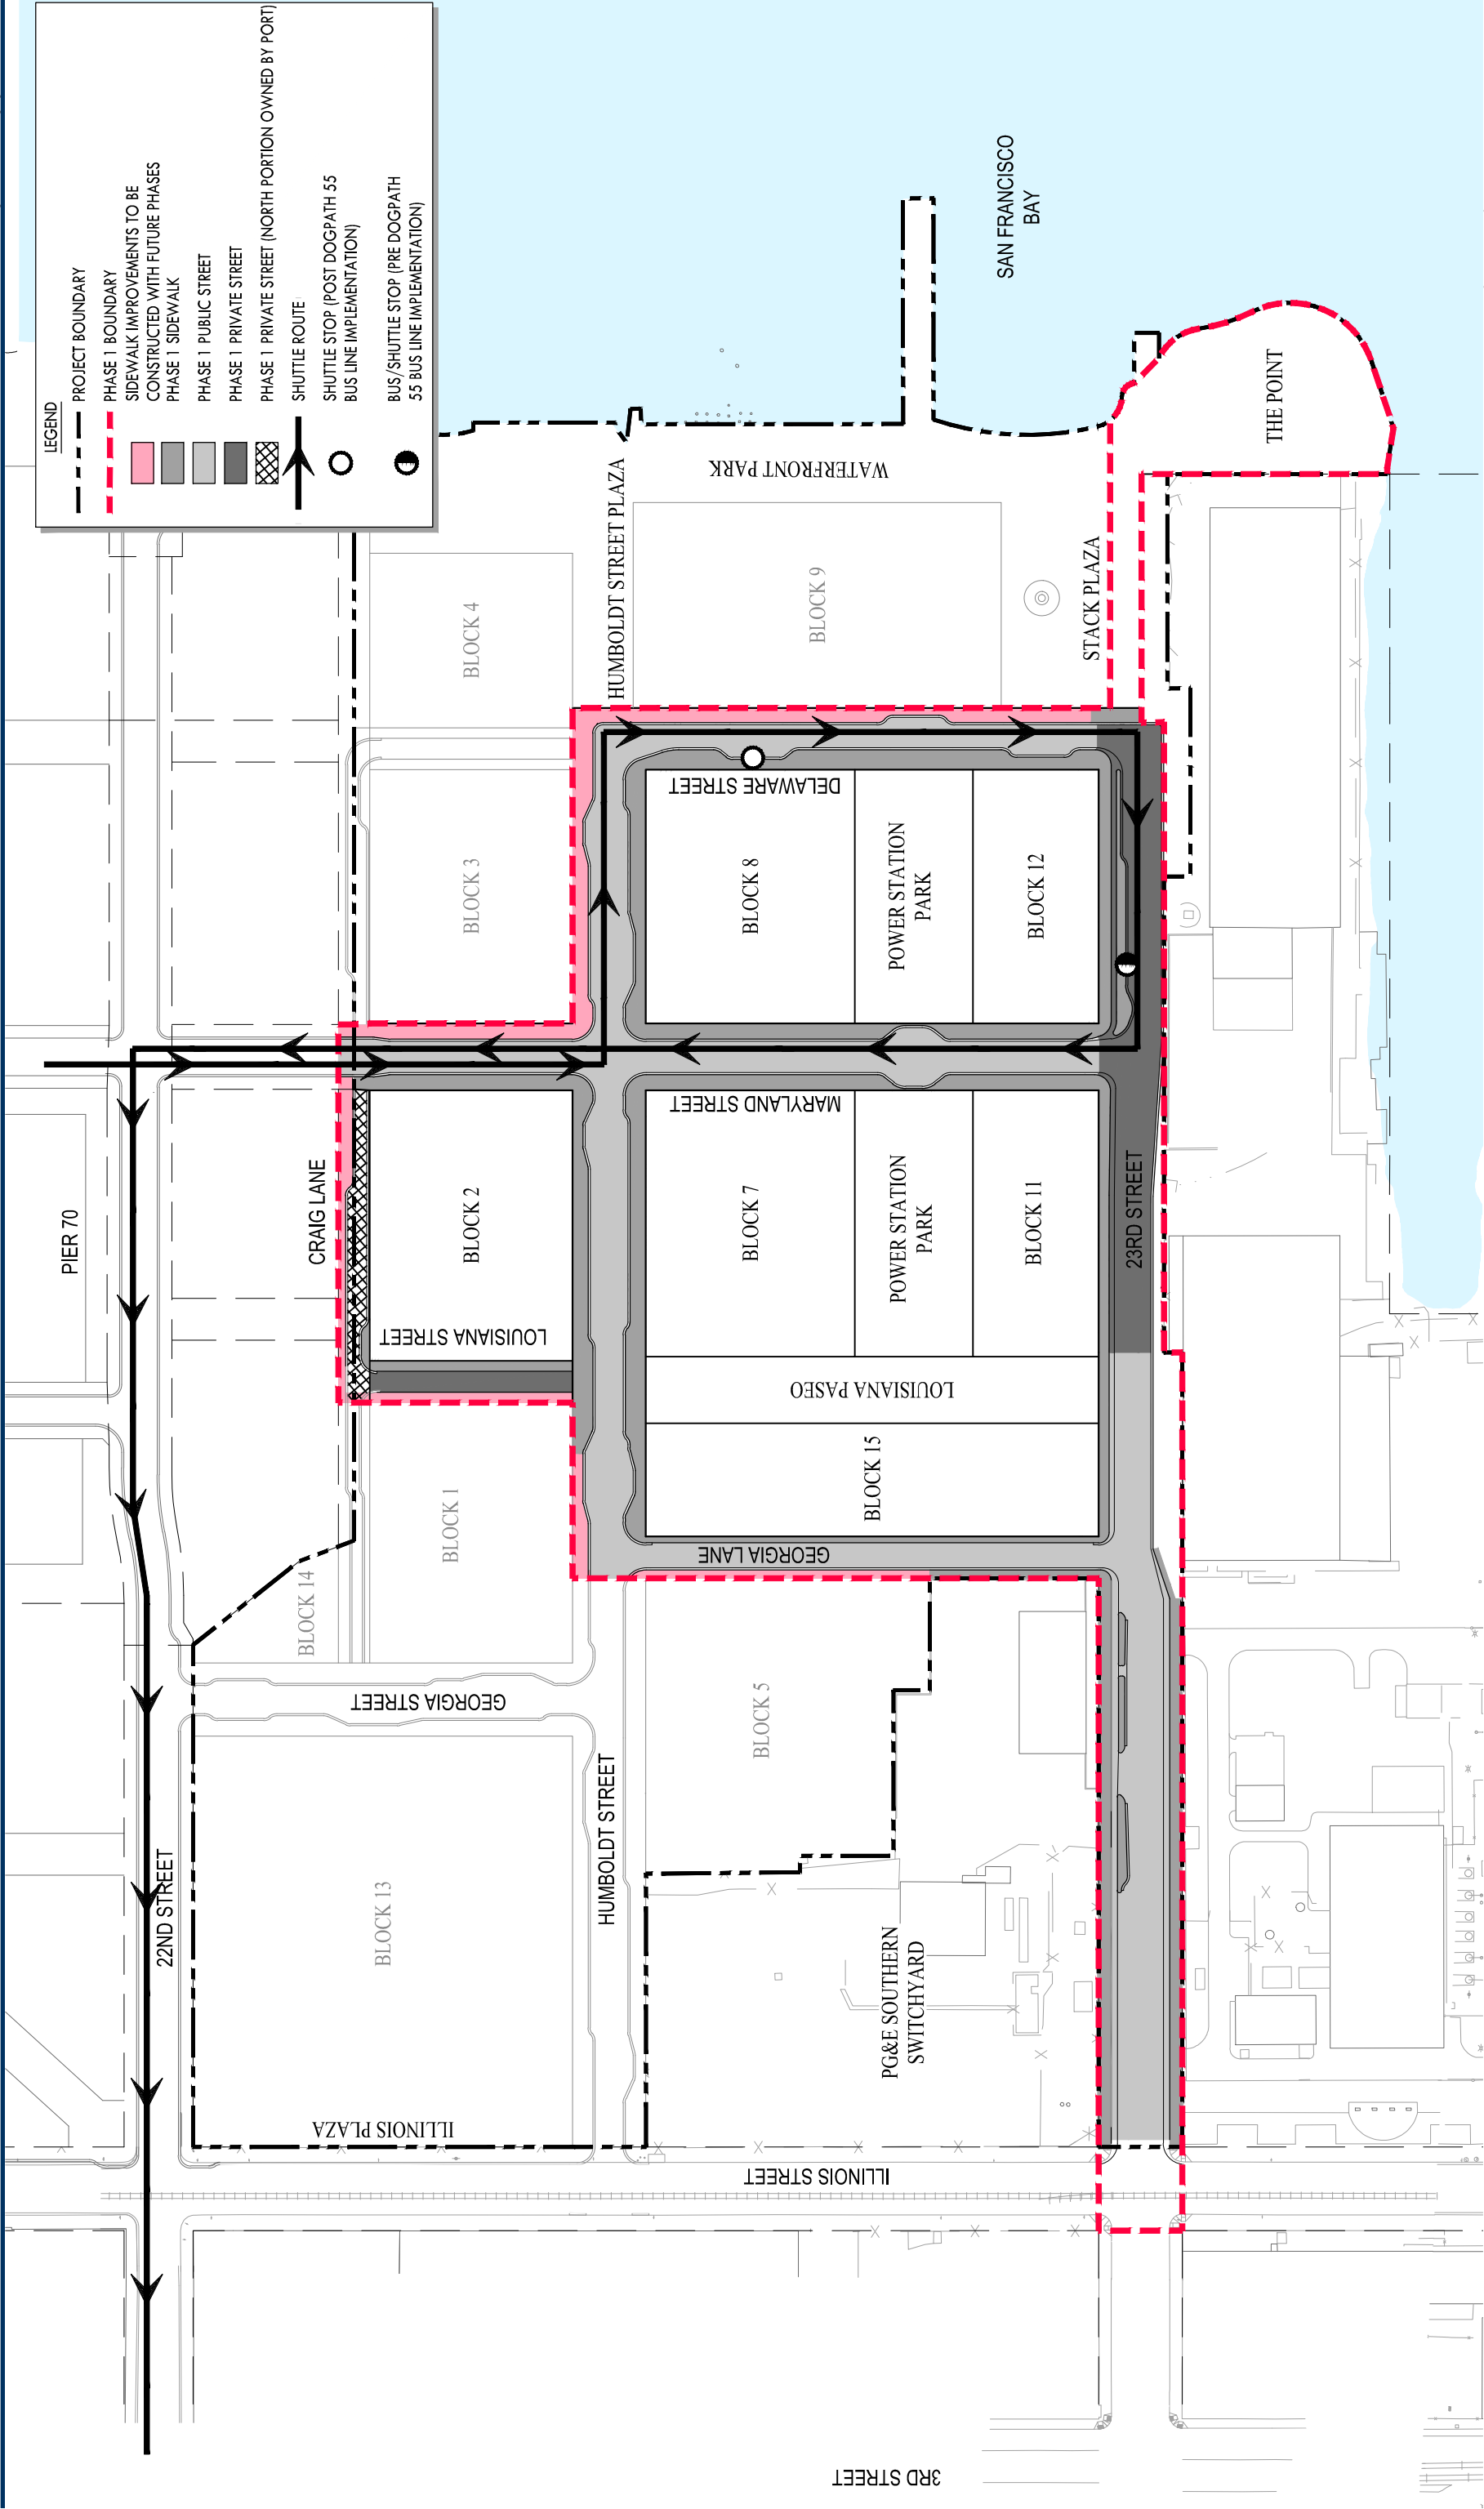 LEGEND
PROJECT BOUNDARY
PHASE 1 BOUNDARY
SIDEWALK IMPROVEMENTS TO BE
CONSTRUCTED WITH FUTURE PHASES
PHASE 1 SIDEWALK
PHASE 1 PUBLIC STREET
PHASE 1 PRIVATE STREET
PHASE 1 PRIVATE STREET (NORTH PORTION OWNED BY PORT)
SHUTTLE ROUTE
SHUTTLE STOP (POST DOGPATH 55
BUS LINE IMPLEMENTATION)
BUS/SHUTTLE STOP (PRE DOGPATH
55 BUS LINE IMPLEMENTATION)
PIER 70
22ND STREET
CRAIG LANE
BLOCK 14
BLOCK 13
GEORGIA STREET
BLOCK 1
LOUISIANA STREET
BLOCK 2
BLOCK 3
BLOCK 4
ILLINOIS PLAZA
HUMBOLDT STREET
HUMBOLDT STREET PLAZA
ILLINOIS STREET
BLOCK 5
GEORGIA LANE
BLOCK 15
LOUISIANA PASEO
BLOCK 7
MARYLAND STREET
BLOCK 8
DELAWARE STREET
BLOCK 9
WATERFRONT PARK
3RD STREET
PG&E SOUTHERN
SWITCHYARD
POWER STATION
PARK
POWER STATION
PARK
BLOCK 11
BLOCK 12
STACK PLAZA
SAN FRANCISCO
BAY
23RD STREET
THE POINT